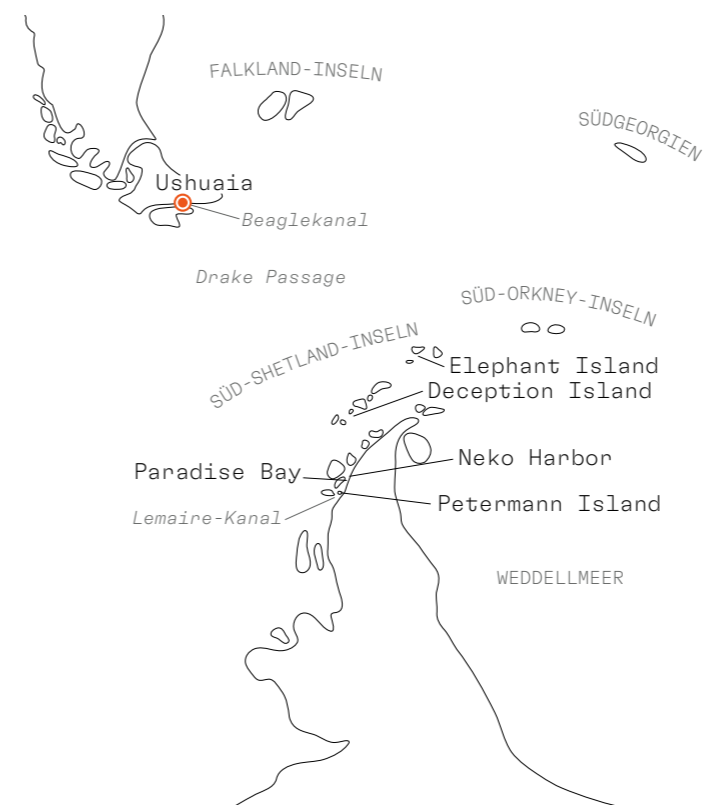 FALKLAND-INSELN
SÜDGEORGIEN
Ushuaia
Beaglekanal
Drake Passage
SÜD-ORKNEY-INSELN
SÜD-SHETLAND-INSELN
Elephant Island
Deception Island
Neko Harbor
Paradise Bay
Petermann Island
Lemaire-Kanal
WEDDELLMEER